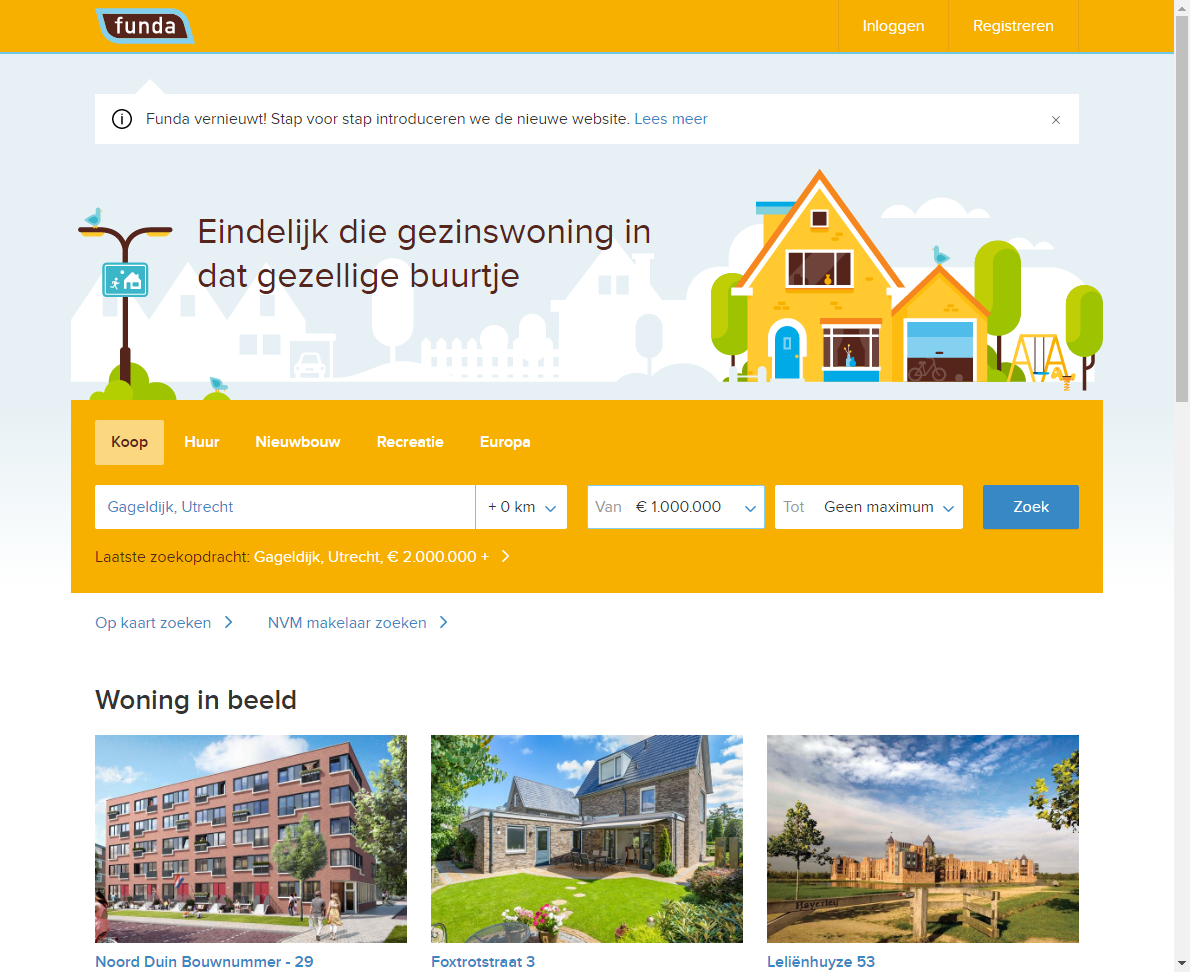 funda
Inloggen
Registreren
Funda vernieuwt! Stap voor stap introduceren we de nieuwe website. Lees meer
Eindelijk die gezinswoning in
dat gezellige buurtje
Koop Huur Nieuwbouw Recreatie Europa
Gageldijk, Utrecht + 0 km Van € 1.000.000 Tot Geen maximum Zoek
Laatste zoekopdracht: Gageldijk, Utrecht, € 2.000.000 +
Op kaart zoeken NVM makelaar zoeken
Woning in beeld
Haverley
Noord Duin Bouwnummer - 29 Foxtrotstraat 3 Leliënhuyze 53